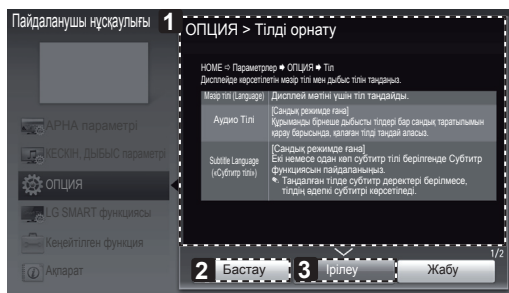 Пайдаланушы нұсқаулығы
1
ОПЦИЯ > Тілді орнату
HOME ⇨ Параметрлер ➡ ОПЦИЯ ➡ Тіл
Дисплейде көрсетілетін мәзір тілі мен дыбыс тілін таңдаңыз.
Мәзір тілі (Language) Дисплей мәтіні үшін тіл таңдайды.
Аудио Тілі
[Сандық режимде ғана]
Құрамында бірнеше дыбысты тілдері бар сандық таратылымын
қарау барысында, қалаған тілді таңдай аласыз.
Subtitle Language
(«Субтитр тілі»)
[Сандық режимде ғана]
Екі немесе одан көп субтитр тілі берілгенде Субтитр
функциясын пайдаланыңыз.
✎ Таңдалған тілде субтитр деректері берілмесе,
тілдің әдепкі субтитрі көрсетіледі.
АРНА параметрі
КЕСКІН, ДЫБЫС параметрі
ОПЦИЯ
LG SMART функциясы
Кеңейтілген функция
Ақпарат
1/2
2 Бастау
3 Ірілеу
Жабу